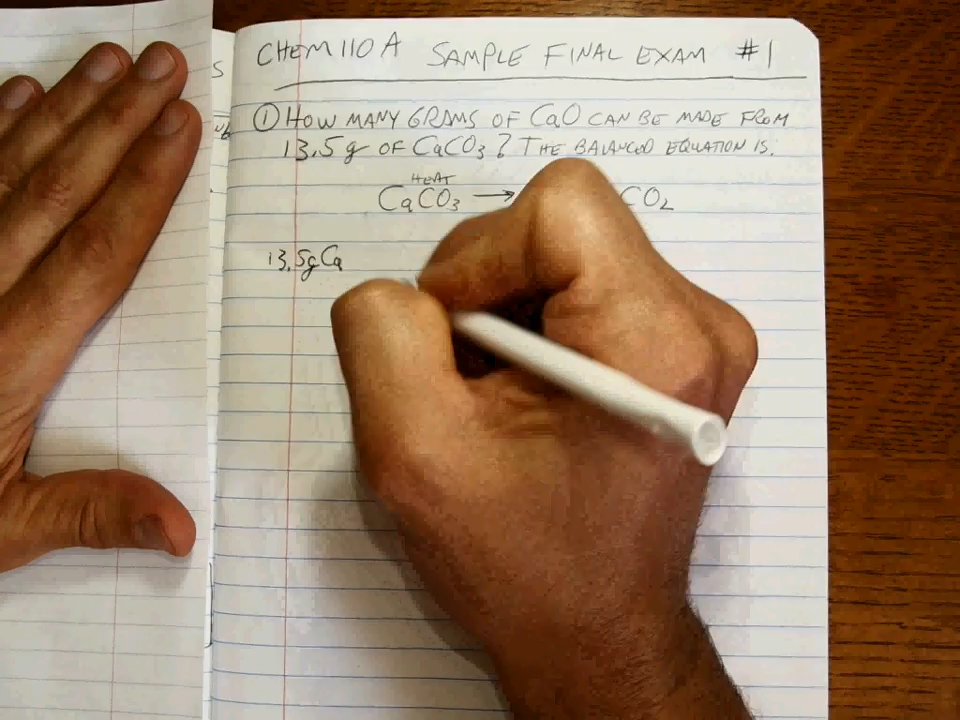 CHEM 110 A SAMPLE FINAL EXAM #1
① HOW MANY GRAMS OF CaO CAN BE MADE FROM
13.5 g OF CaCO₃? THE BALANCED EQUATION IS:
HEAT
CaCO₃ → CO₂
13.5g Ca